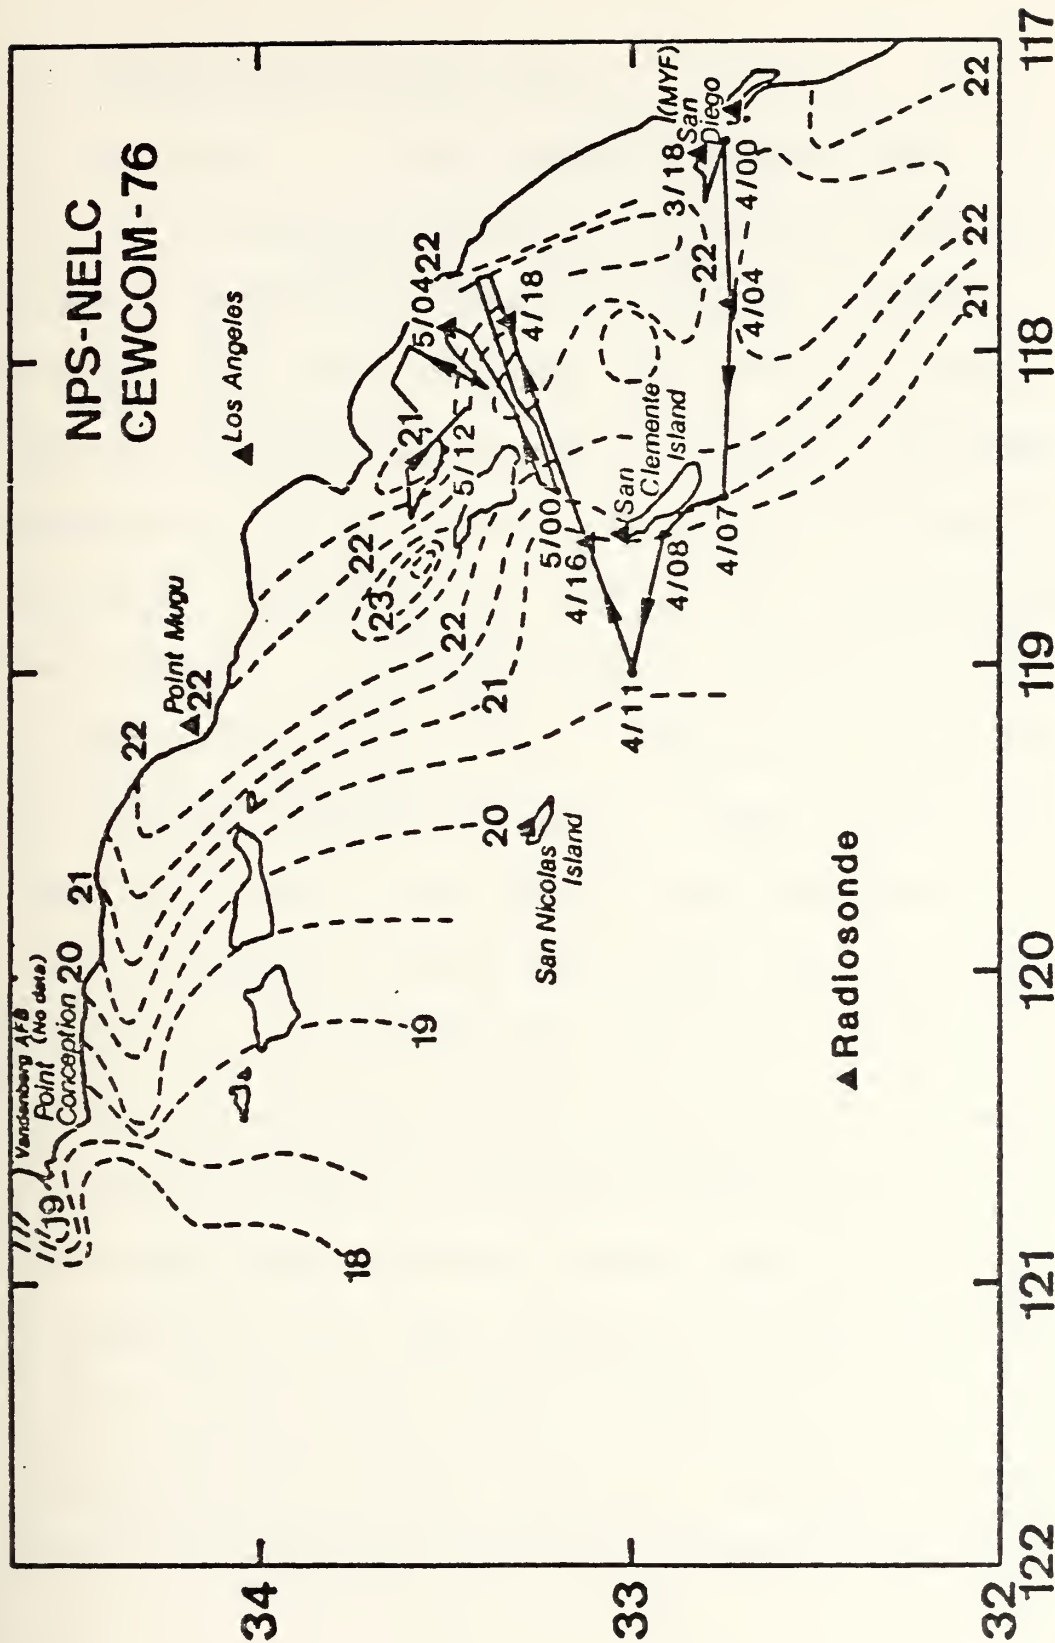 NPS-NELC
CEWCOM-76
Vandenberg AFB
Point (No data)
Conception 20
19
21
22
Point Mugu
22
Los Angeles
5/04
22
21
22
23
5/12
22
21
5/00
4/16
4/18
San
Clemente
Island
4/08
4/07
4/11
20
San Nicolas
Island
19
18
3/18
San
Diego
(MYF)
4/00
4/04
22
22
22
21
▲Radiosonde
34
33
32
122
121
120
119
118
117